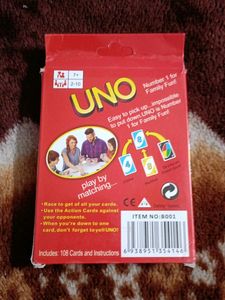 7+
2-10
UNO
Number 1 for
Family Fun!
Easy to pick up...impossible
to put down. UNO is Number
1 for Family Fun!
play by
matching...
• Race to get of all your cards.
• Use the Action Cards against
your opponents.
• When you're down to one
card, don't forget to yell UNO!
ITEM NO:8001
Includes: 108 Cards and Instructions
6 938951 354146